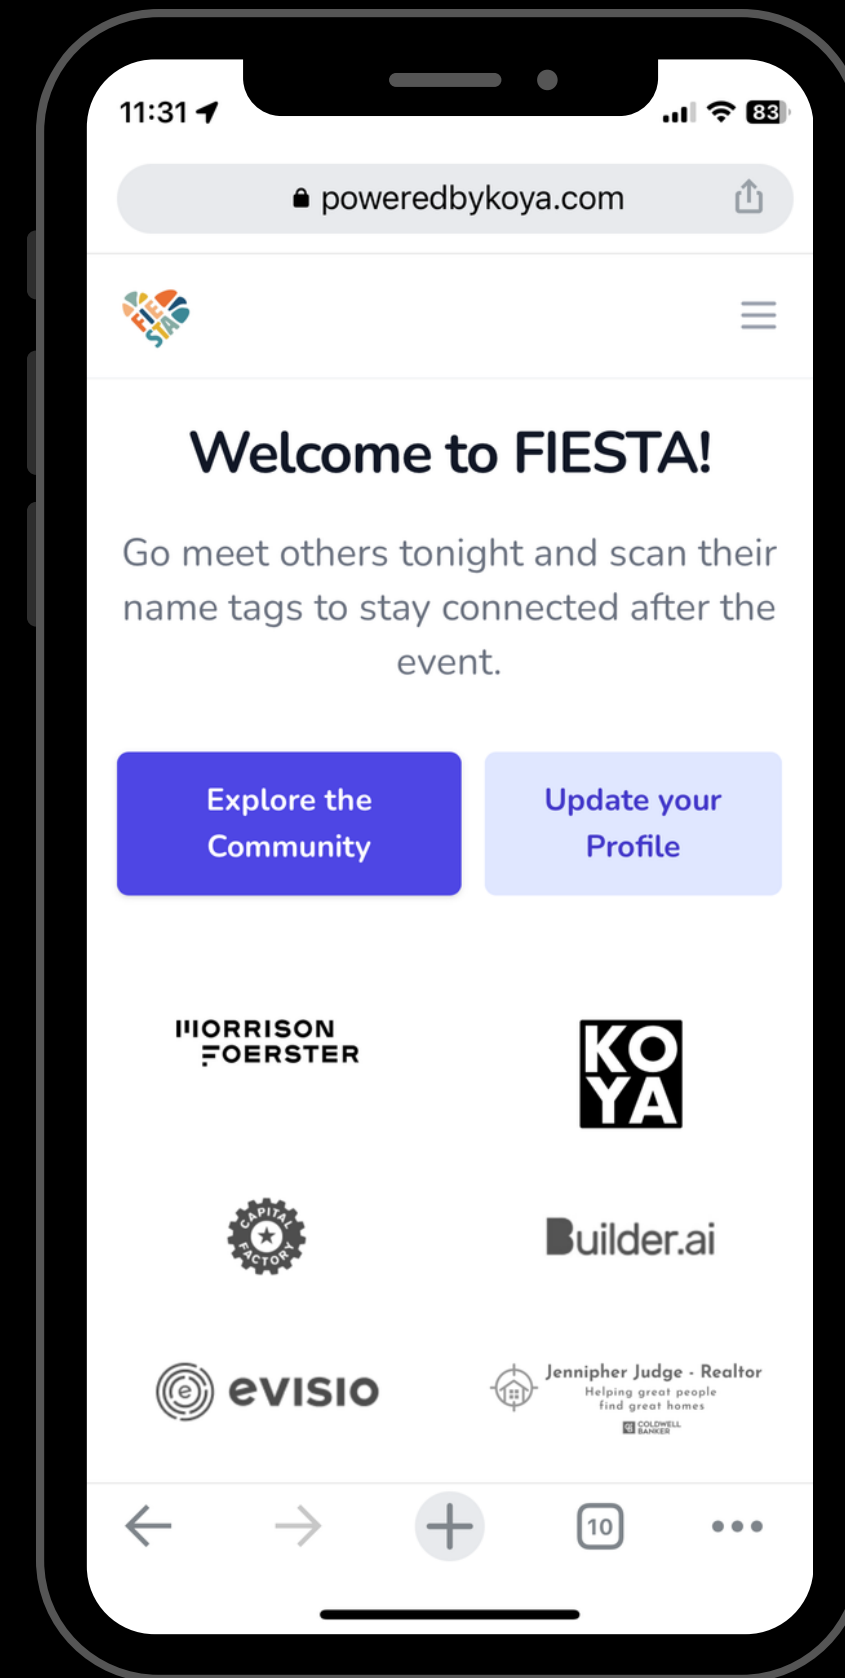 11:31
83
poweredbykoya.com
FIESTA
Welcome to FIESTA!
Go meet others tonight and scan their
name tags to stay connected after the
event.
Explore the
Community
Update your
Profile
MORRISON
FOERSTER
KO
YA
CAPITAL
FACTORY
Builder.ai
e evisio
Jennipher Judge - Realtor
Helping great people
find great homes
COLDWELL
BANKER
10